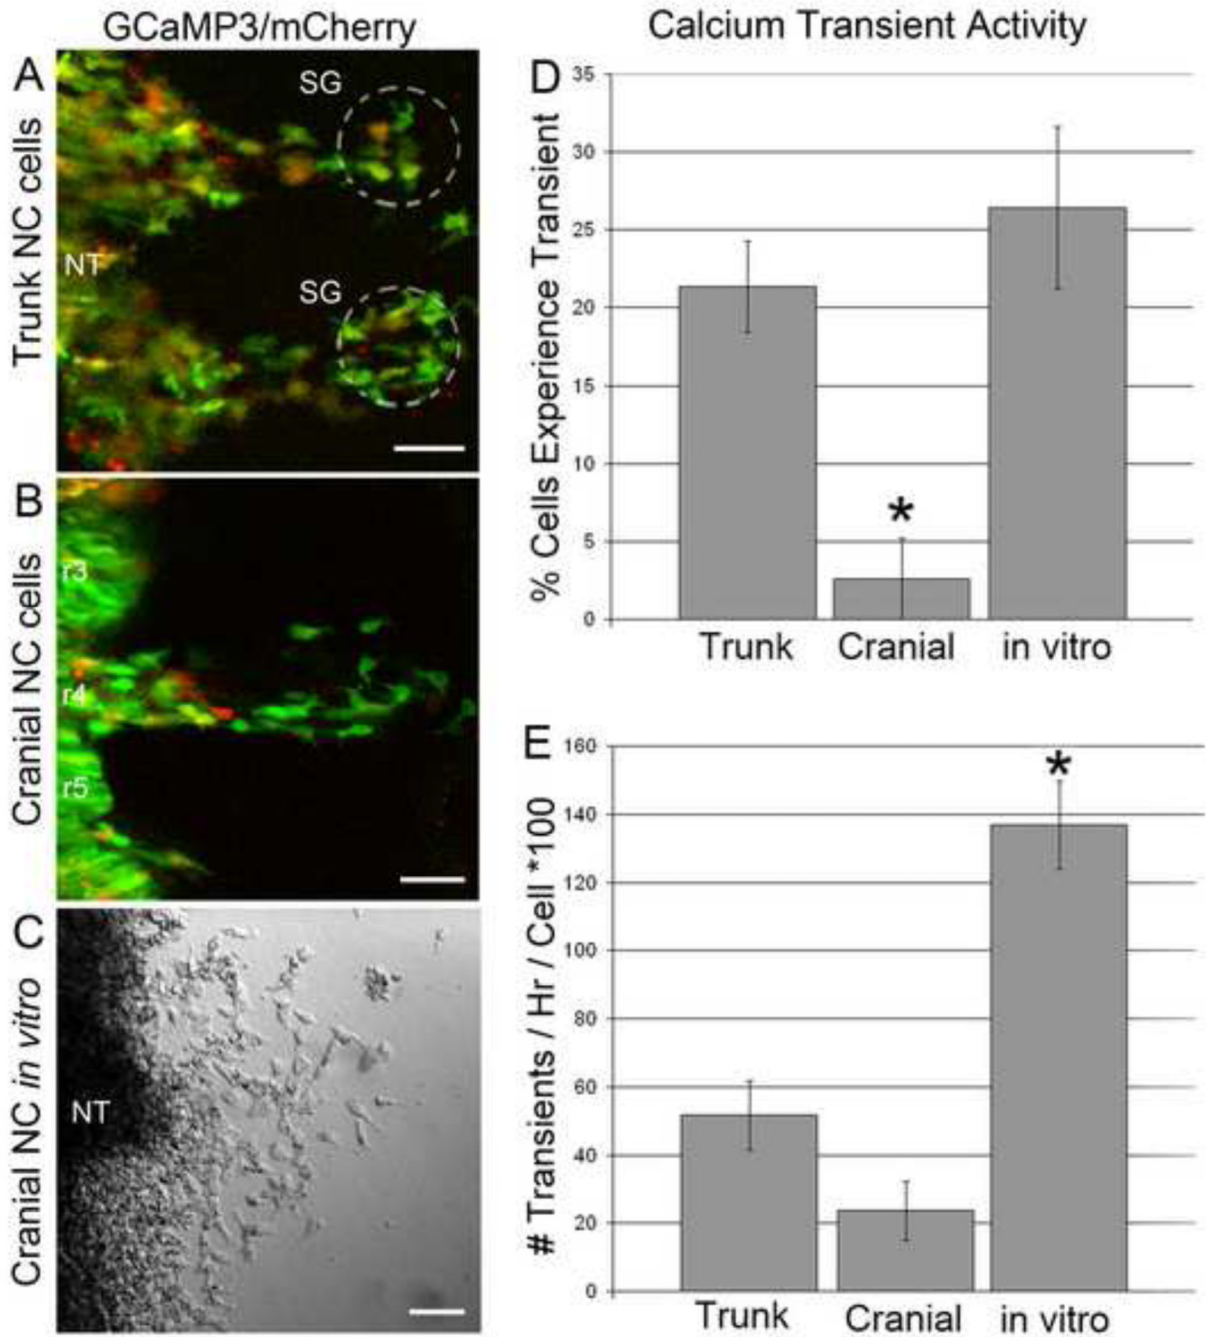 GCaMP3/mCherry
Calcium Transient Activity
A
Trunk NC cells
SG
NT
SG
B
Cranial NC cells
r3
r4
r5
C
Cranial NC in vitro
NT
D
% Cells Experience Transient
35
30
25
20
15
10
5
0
*
Trunk Cranial in vitro
E
# Transients / Hr / Cell *100
160
140
120
100
80
60
40
20
0
*
Trunk Cranial in vitro